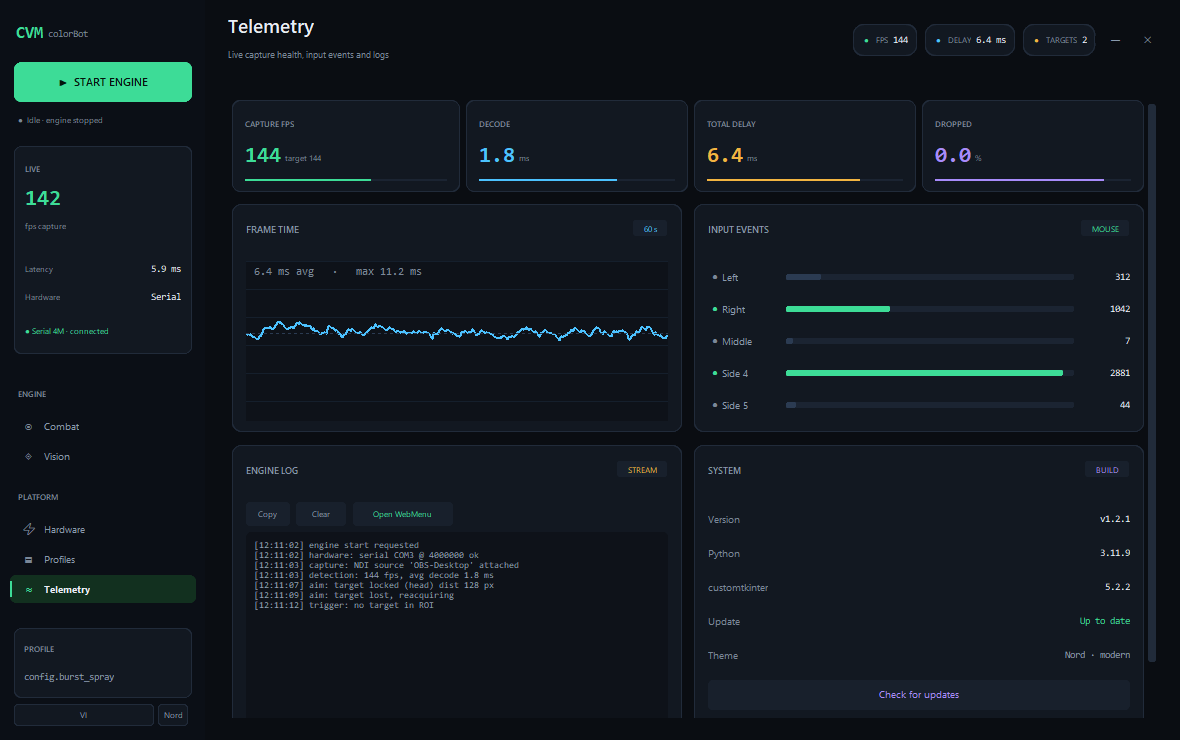 CVM colorBot
► START ENGINE
Idle · engine stopped
LIVE
142
fps capture
Latency 5.9 ms
Hardware Serial
Serial 4M · connected
ENGINE
Combat
Vision
PLATFORM
Hardware
Profiles
Telemetry
PROFILE
config.burst_spray
VI Nord
Telemetry
Live capture health, input events and logs
FPS 144 DELAY 6.4 ms TARGETS 2
CAPTURE FPS
144 target 144
DECODE
1.8 ms
TOTAL DELAY
6.4 ms
DROPPED
0.0 %
FRAME TIME 60 s
6.4 ms avg · max 11.2 ms
INPUT EVENTS MOUSE
Left 312
Right 1042
Middle 7
Side 4 2881
Side 5 44
ENGINE LOG STREAM
Copy Clear Open WebMenu
[12:11:02] engine start requested
[12:11:02] hardware: serial COM3 @ 4000000 ok
[12:11:03] capture: NDI source 'OBS-Desktop' attached
[12:11:03] detection: 144 fps, avg decode 1.8 ms
[12:11:07] aim: target locked (head) dist 128 px
[12:11:09] aim: target lost, reacquiring
[12:11:12] trigger: no target in ROI
SYSTEM BUILD
Version v1.2.1
Python 3.11.9
customtkinter 5.2.2
Update Up to date
Theme Nord · modern
Check for updates